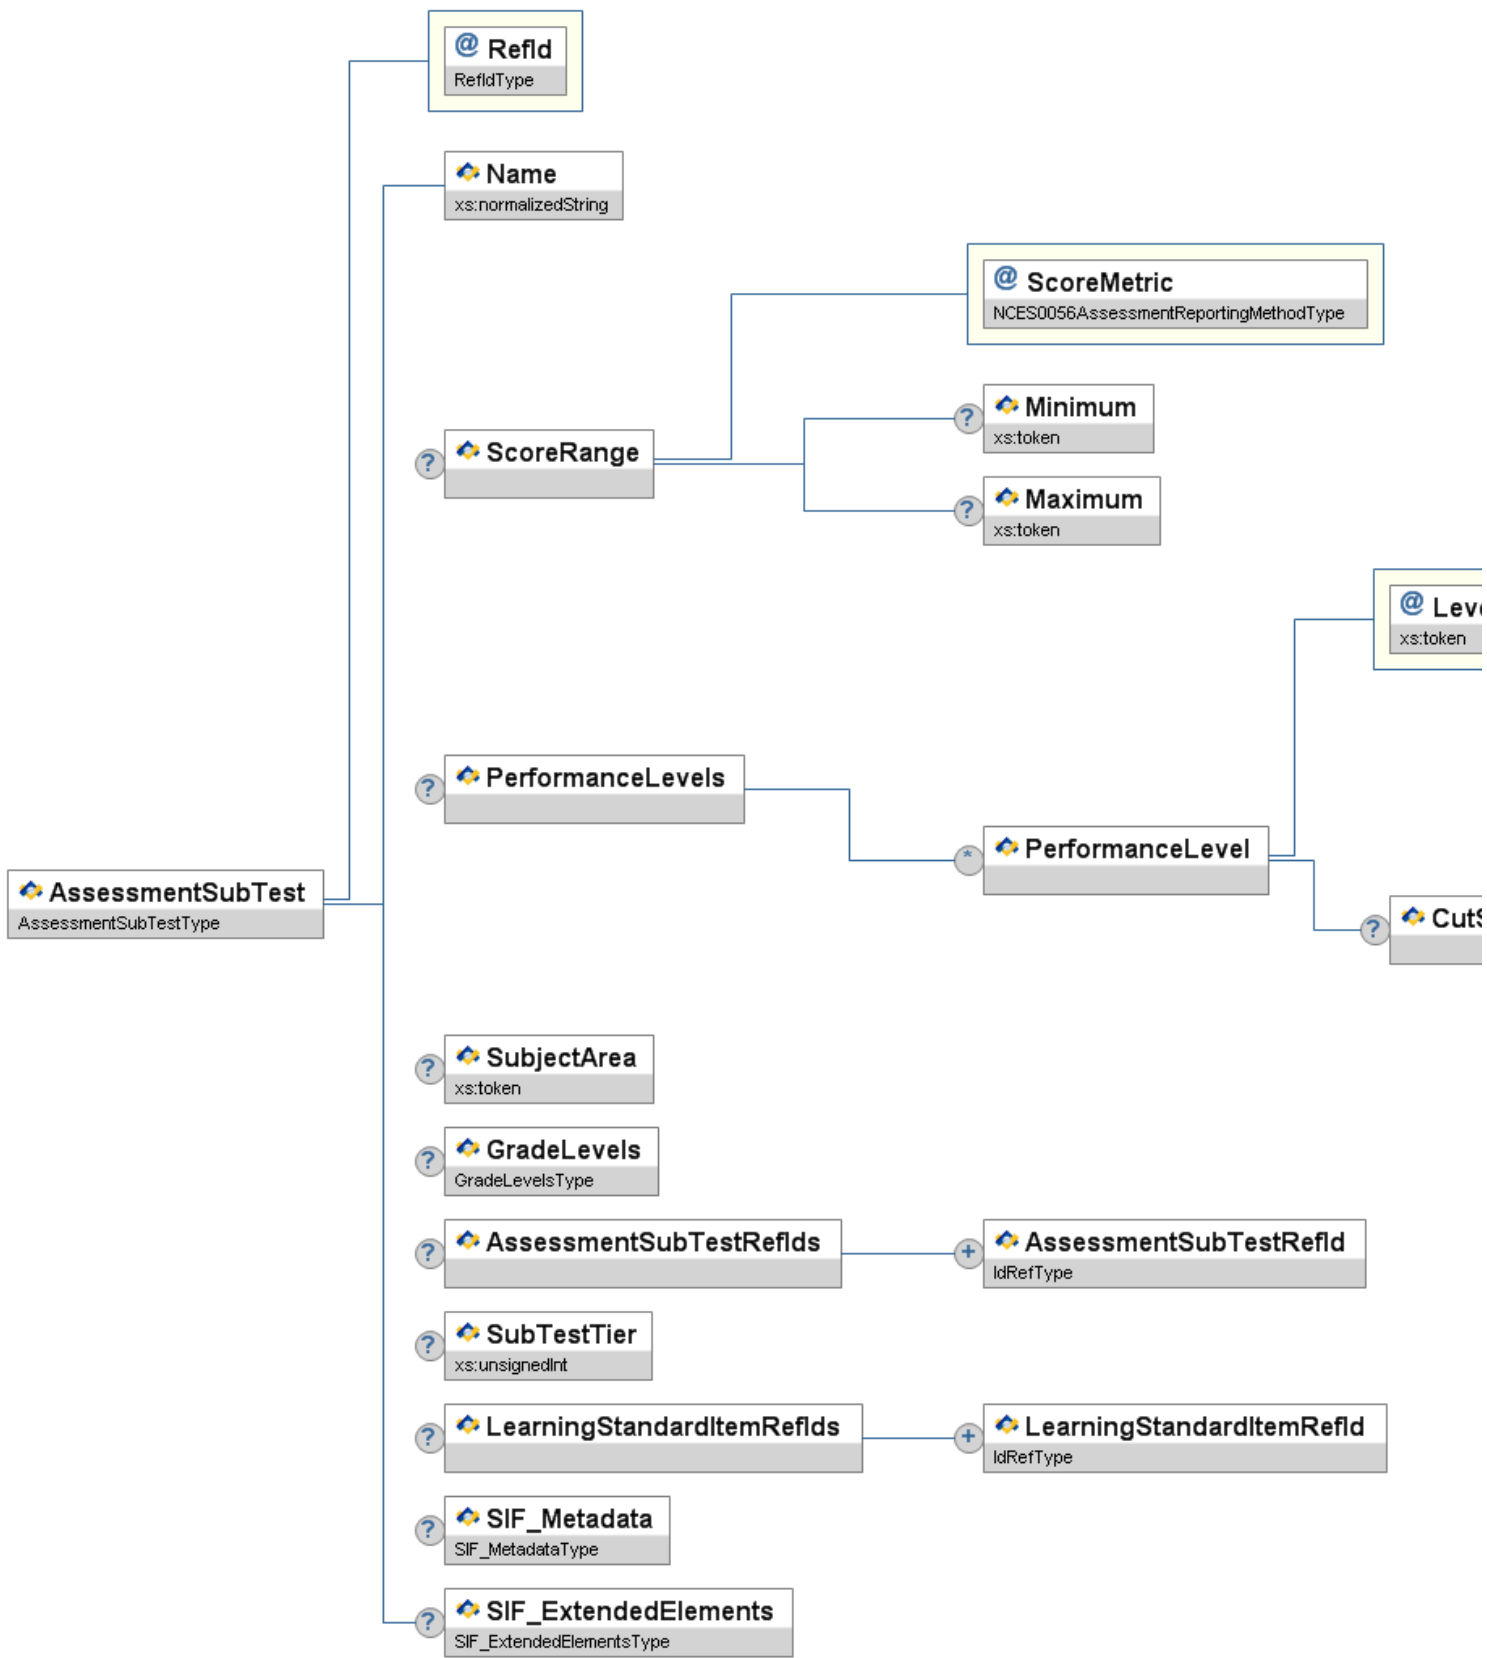 @ RefId
RefIdType
Name
xs:normalizedString
@ ScoreMetric
NCES0056AssessmentReportingMethodType
? Minimum
xs:token
? ScoreRange
? Maximum
xs:token
@ Leve
xs:token
? PerformanceLevels
* PerformanceLevel
AssessmentSubTest
AssessmentSubTestType
? CutS
? SubjectArea
xs:token
? GradeLevels
GradeLevelsType
? AssessmentSubTestRefIds
+ AssessmentSubTestRefId
IdRefType
? SubTestTier
xs:unsignedInt
? LearningStandardItemRefIds
+ LearningStandardItemRefId
IdRefType
? SIF_Metadata
SIF_MetadataType
? SIF_ExtendedElements
SIF_ExtendedElementsType